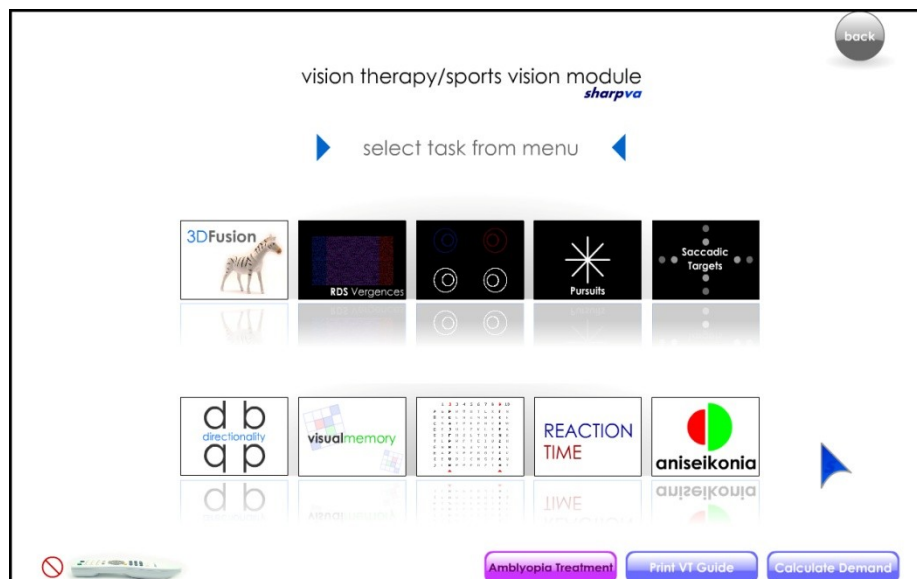 back
vision therapy/sports vision module
sharpva
select task from menu
3DFusion
RDS Vergences
Pursuits
Saccadic
Targets
d b
directionality
q p
visualmemory
REACTION
TIME
aniseikonia
Amblyopia Treatment
Print VT Guide
Calculate Demand